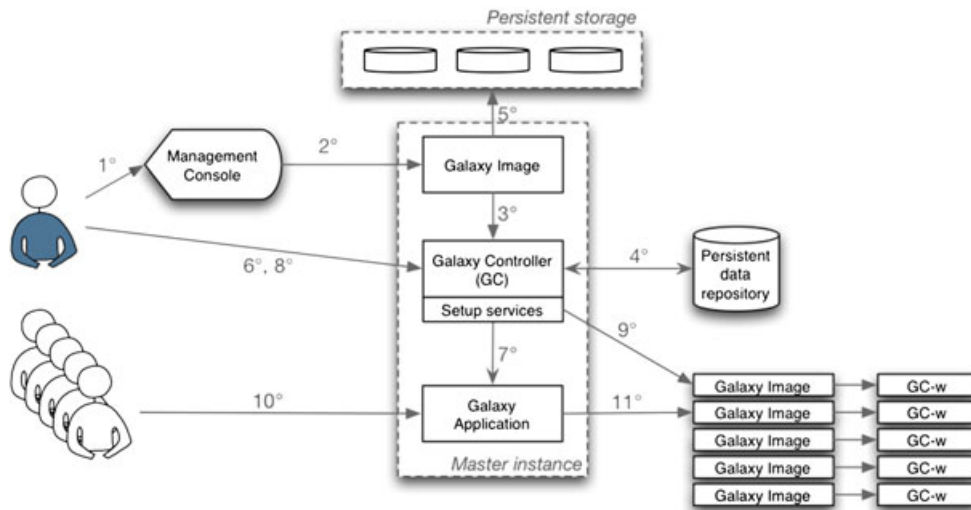 Persistent storage
5°
1°
Management
Console
2°
Galaxy Image
3°
6°, 8°
Galaxy Controller
(GC)
Setup services
4°
Persistent
data
repository
9°
7°
10°
Galaxy
Application
11°
Master instance
Galaxy Image
GC-w
Galaxy Image
GC-w
Galaxy Image
GC-w
Galaxy Image
GC-w
Galaxy Image
GC-w